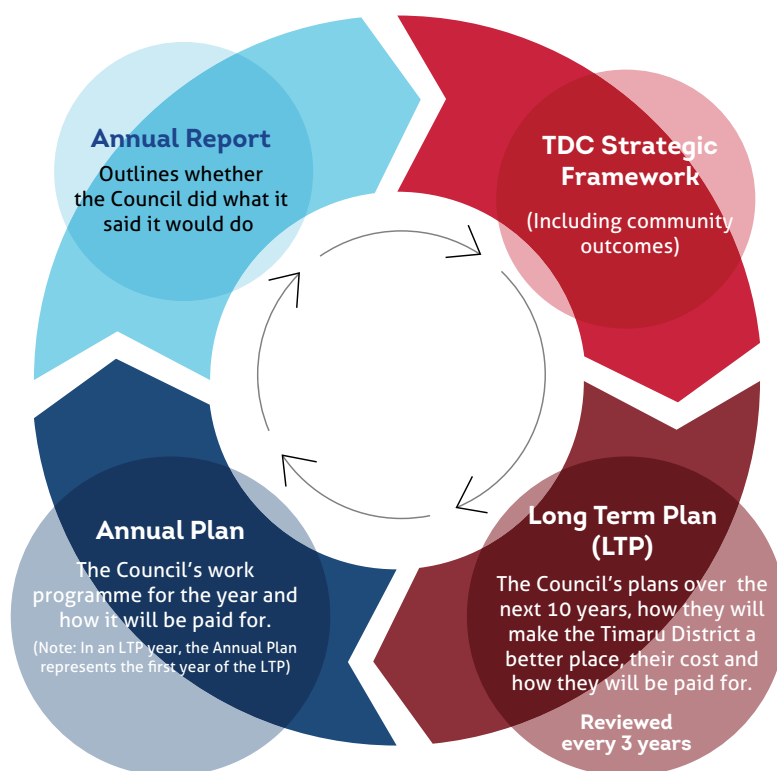 Annual Report
Outlines whether
the Council did what it
said it would do
TDC Strategic
Framework
(Including community
outcomes)
Long Term Plan
(LTP)
The Council’s plans over the
next 10 years, how they will
make the Timaru District a
better place, their cost and
how they will be paid for.
Reviewed
every 3 years
Annual Plan
The Council’s work
programme for the year and
how it will be paid for.
(Note: In an LTP year, the Annual Plan
represents the first year of the LTP)